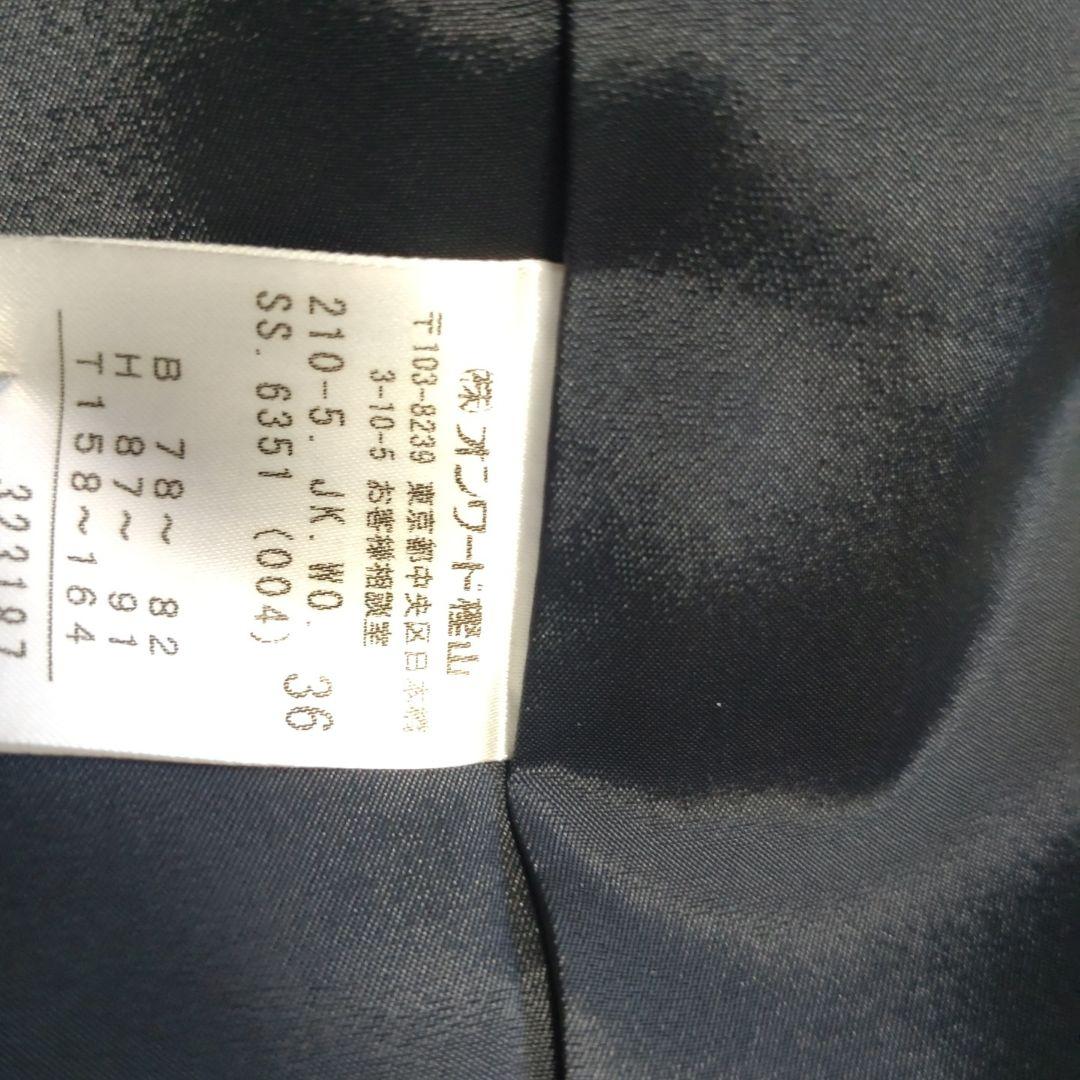 ㈱オンワード樫山
〒103-8239 東京都中央区日本橋
3-10-5 お客様相談室
210-5. JK. WO. 36
SS. 6351 (004)
B 78~ 82
H 87~ 91
T158~164
323187